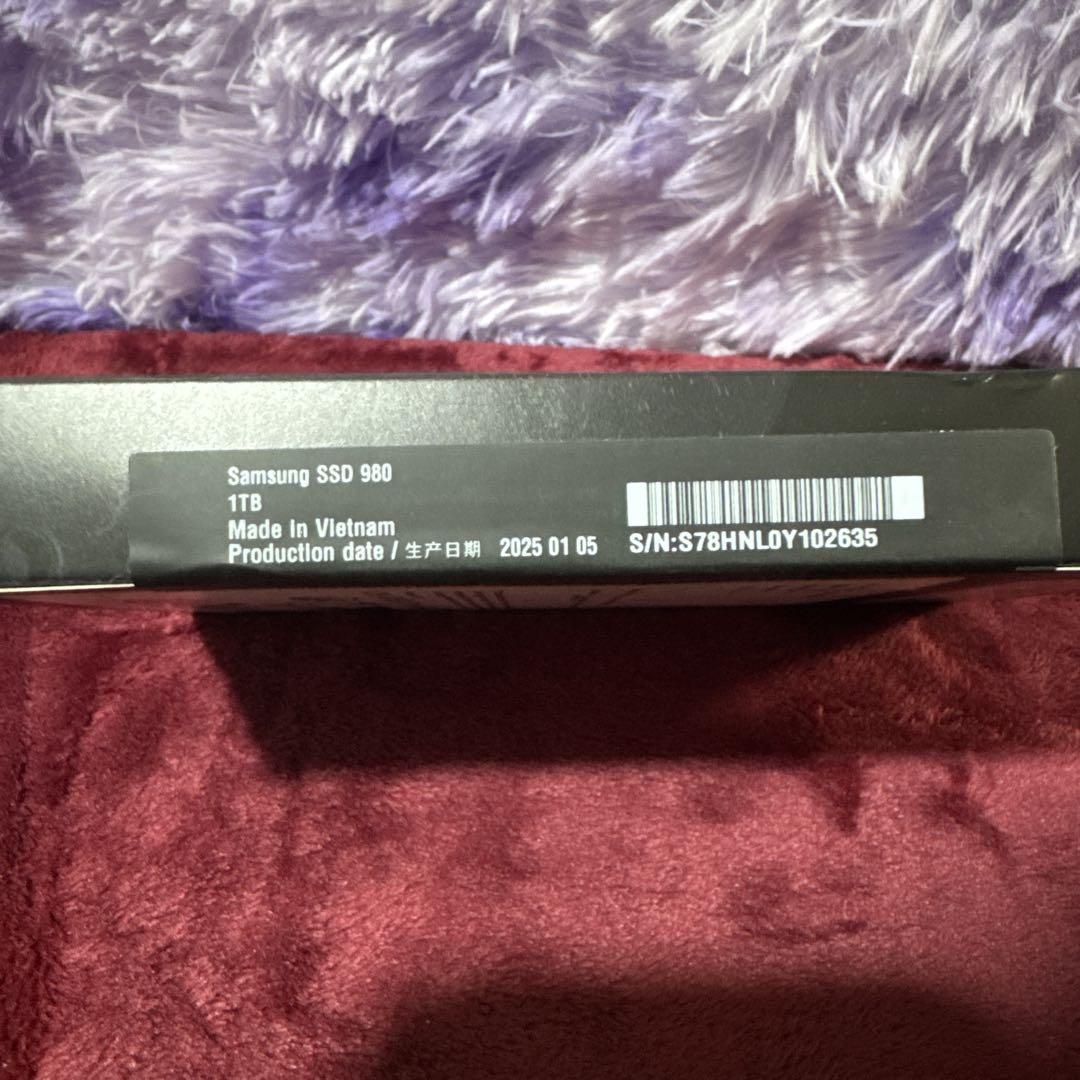 Samsung SSD 980
1TB
Made In Vietnam
Production date / 生产日期 2025 01 05
S/N:S78HNL0Y102635